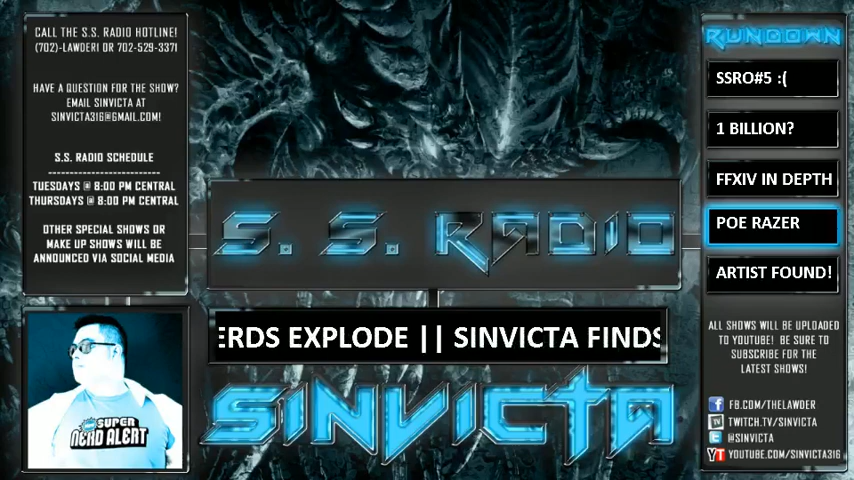 CALL THE S.S. RADIO HOTLINE!
(702)-LAWDERI OR 702-529-3371
HAVE A QUESTION FOR THE SHOW?
EMAIL SINVICTA AT
SINVICTA316@GMAIL.COM!
S.S. RADIO SCHEDULE
--------------------------
TUESDAYS @ 8:00 PM CENTRAL
THURSDAYS @ 8:00 PM CENTRAL
OTHER SPECIAL SHOWS OR
MAKE UP SHOWS WILL BE
ANNOUNCED VIA SOCIAL MEDIA
SUPER
NERD ALERT
S. S. RADIO
ERDS EXPLODE || SINVICTA FINDS
SINVICTA
RUNDOWN
SSRO#5 :(
1 BILLION?
FFXIV IN DEPTH
POE RAZER
ARTIST FOUND!
ALL SHOWS WILL BE UPLOADED
TO YOUTUBE! BE SURE TO
SUBSCRIBE FOR THE
LATEST SHOWS!
FB.COM/THELAWDER
TWITCH.TV/SINVICTA
@SINVICTA
YOUTUBE.COM/SINVICTA316